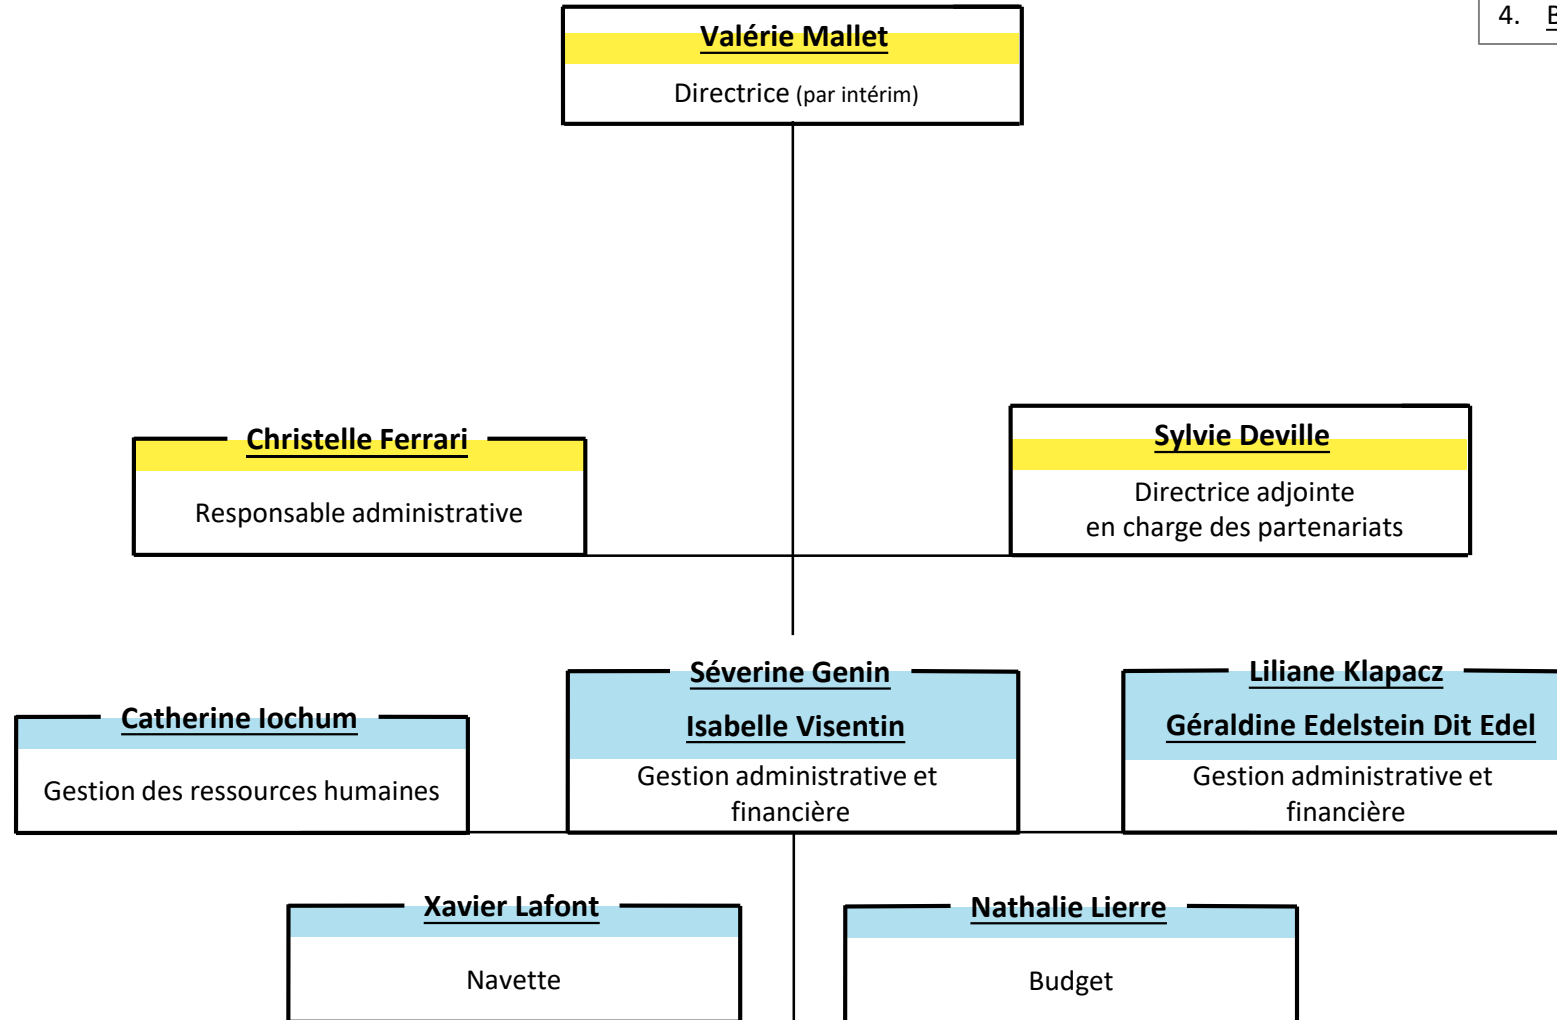 4. B
Valérie Mallet
Directrice (par intérim)
Christelle Ferrari
Responsable administrative
Sylvie Deville
Directrice adjointe
en charge des partenariats
Catherine Iochum
Gestion des ressources humaines
Séverine Genin
Isabelle Visentin
Gestion administrative et
financière
Liliane Klapacz
Géraldine Edelstein Dit Edel
Gestion administrative et
financière
Xavier Lafont
Navette
Nathalie Lierre
Budget